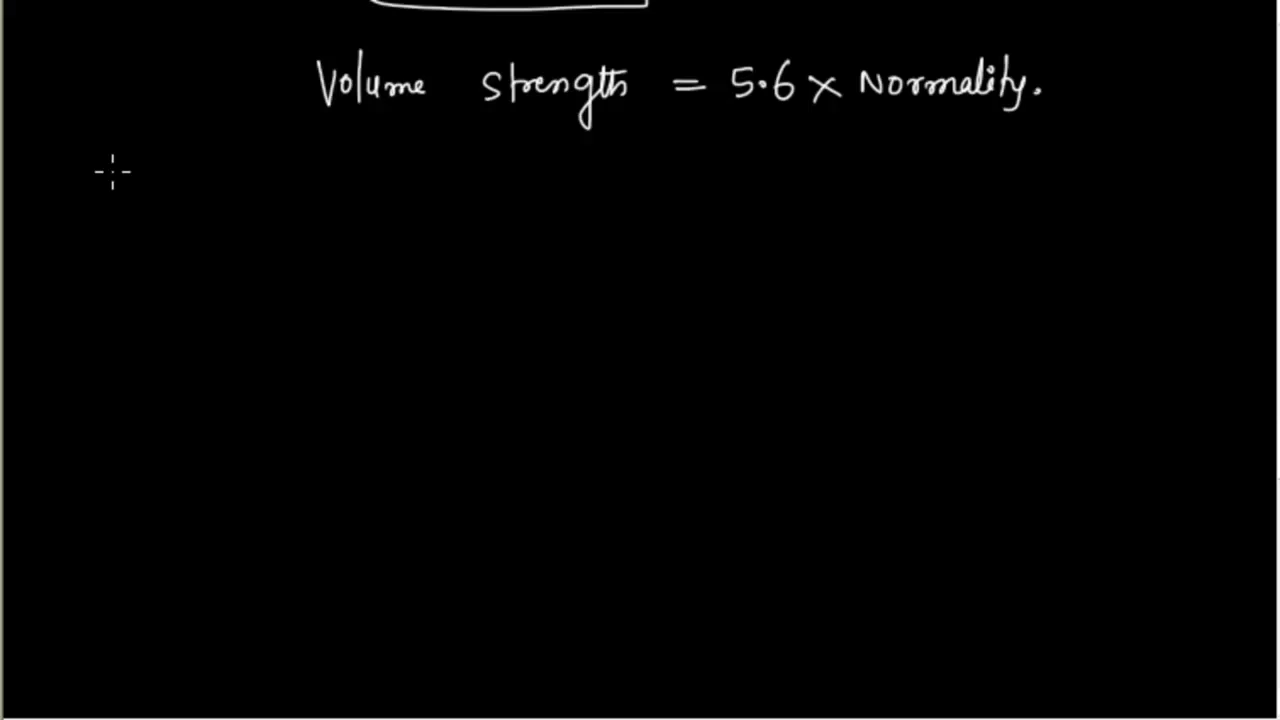 Volume strength = 5.6 × Normality.